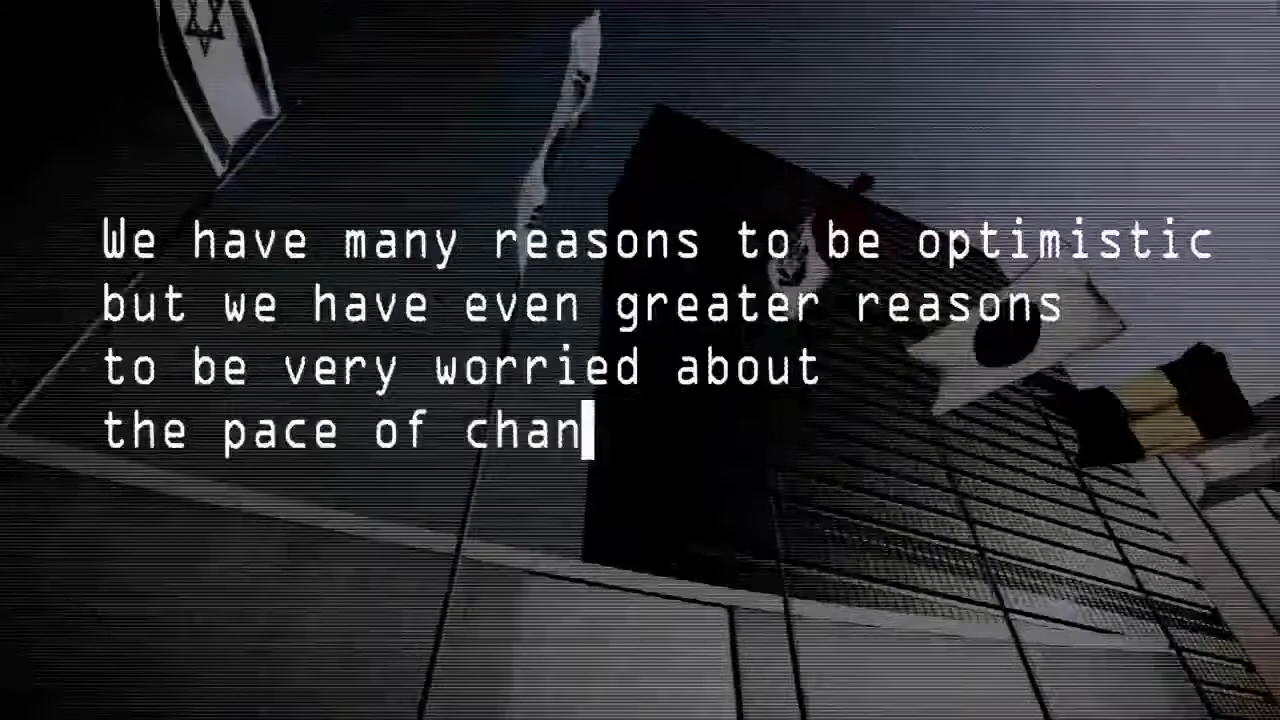 We have many reasons to be optimistic
but we have even greater reasons
to be very worried about
the pace of chan